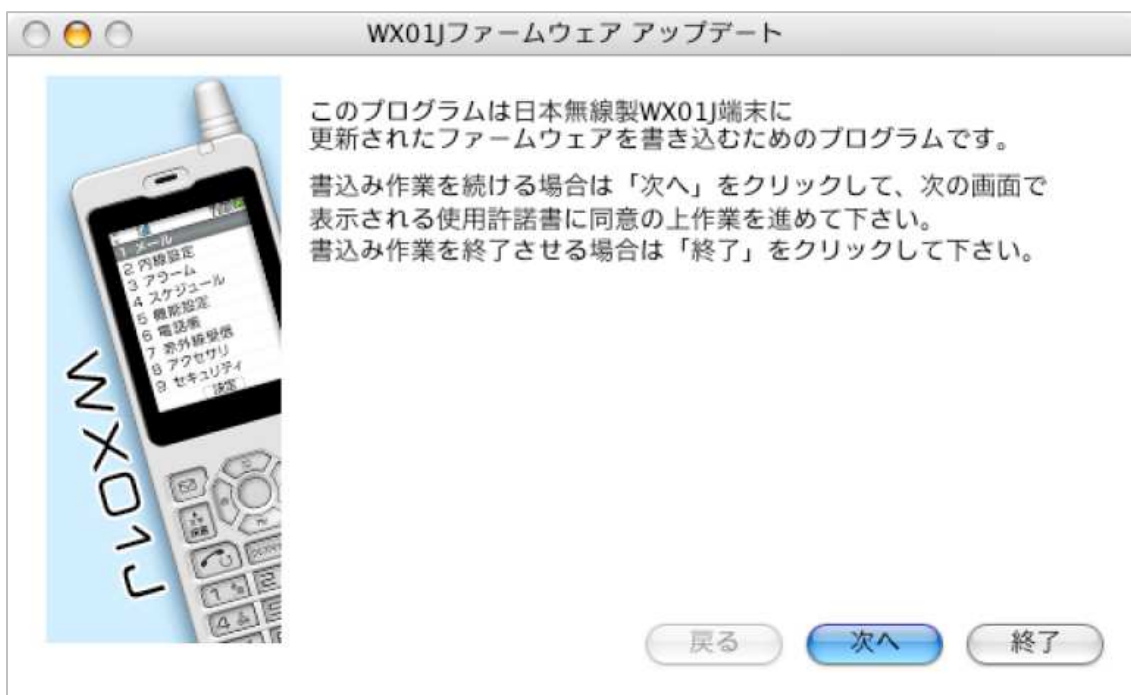 WX01Jファームウェア アップデート
このプログラムは日本無線製WX01J端末に
更新されたファームウェアを書き込むためのプログラムです。
書込み作業を続ける場合は「次へ」をクリックして、次の画面で
表示される使用許諾書に同意の上作業を進めて下さい。
書込み作業を終了させる場合は「終了」をクリックして下さい。
1 メール
2 内線設定
3 アラーム
4 スケジュール
5 機能設定
6 電話帳
7 赤外線受信
8 アクセサリ
9 セキュリティ
決定
WX01J
戻る
次へ
終了